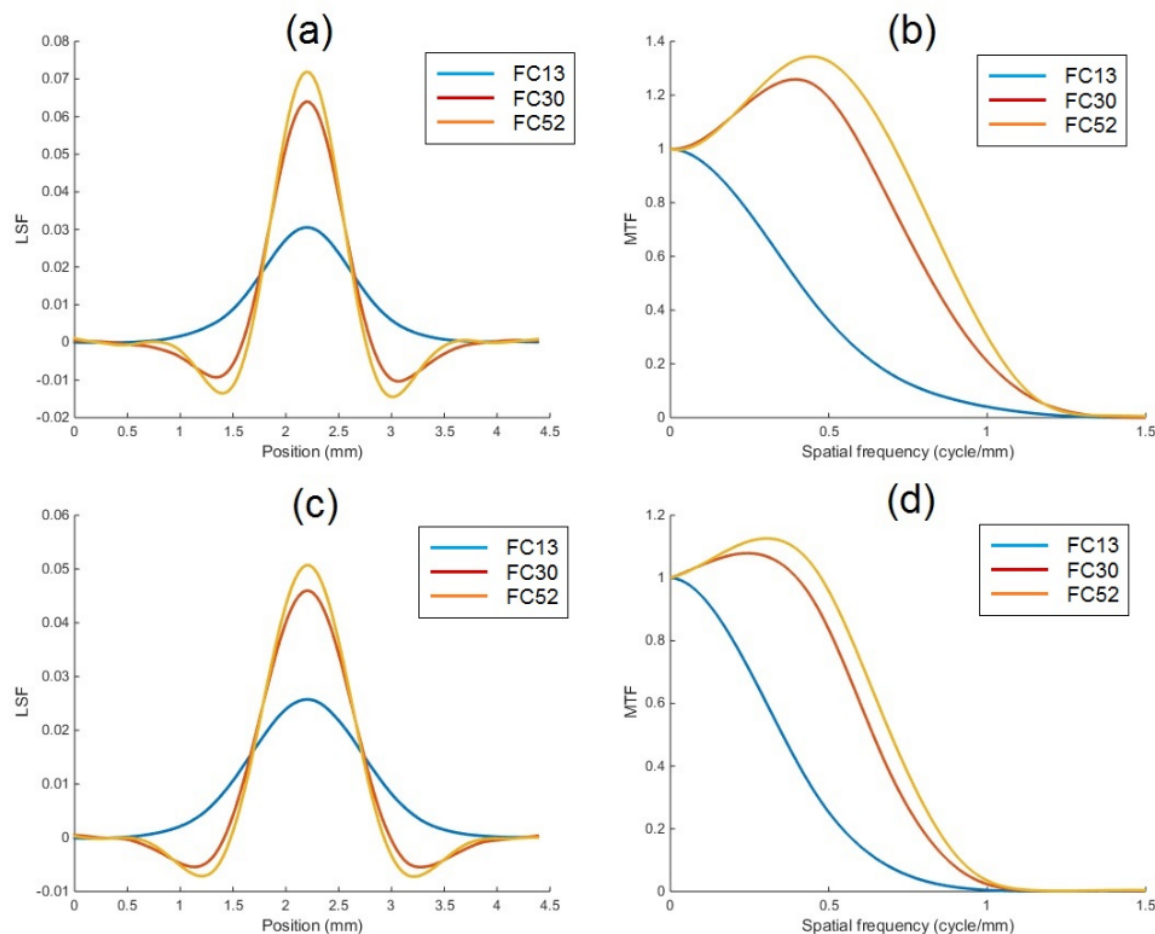 (a)
0.08
0.07
0.06
0.05
0.04
0.03
0.02
0.01
0
-0.01
-0.02
LSF
0 0.5 1 1.5 2 2.5 3 3.5 4 4.5
Position (mm)
FC13
FC30
FC52
(b)
1.4
1.2
1
0.8
0.6
0.4
0.2
0
MTF
0 0.5 1 1.5
Spatial frequency (cycle/mm)
FC13
FC30
FC52
(c)
0.06
0.05
0.04
0.03
0.02
0.01
0
-0.01
LSF
0 0.5 1 1.5 2 2.5 3 3.5 4 4.5
Position (mm)
FC13
FC30
FC52
(d)
1.2
1
0.8
0.6
0.4
0.2
0
MTF
0 0.5 1 1.5
Spatial frequency (cycle/mm)
FC13
FC30
FC52